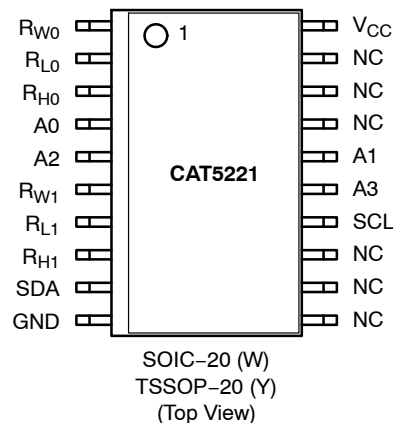 RW0 1 VCC
RL0 NC
RH0 NC
A0 NC
A2 CAT5221 A1
RW1 A3
RL1 SCL
RH1 NC
SDA NC
GND NC
SOIC−20 (W)
TSSOP−20 (Y)
(Top View)